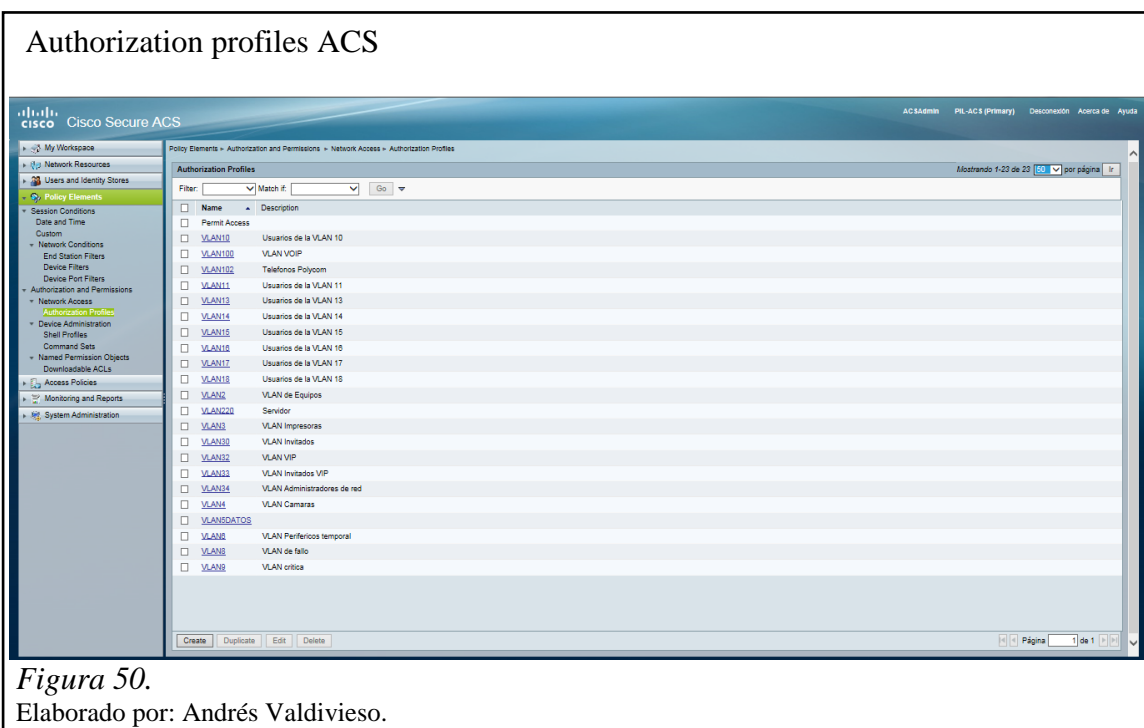 Authorization profiles ACS
CISCO Cisco Secure ACS
ACSAdmin PIL-ACS (Primary) Desconexión Acerca de Ayuda
My Workspace
Network Resources
Users and Identity Stores
Policy Elements
Session Conditions
Date and Time
Custom
Network Conditions
End Station Filters
Device Filters
Device Port Filters
Authorization and Permissions
Network Access
Authorization Profiles
Device Administration
Shell Profiles
Command Sets
Named Permission Objects
Downloadable ACLs
Access Policies
Monitoring and Reports
System Administration
Policy Elements > Authorization and Permissions > Network Access > Authorization Profiles
Authorization Profiles Mostrando 1-23 de 23 50 por página Ir
Filter: Match if: Go
Name Description
Permit Access
VLAN10 Usuarios de la VLAN 10
VLAN100 VLAN VOIP
VLAN102 Telefonos Polycom
VLAN11 Usuarios de la VLAN 11
VLAN13 Usuarios de la VLAN 13
VLAN14 Usuarios de la VLAN 14
VLAN15 Usuarios de la VLAN 15
VLAN16 Usuarios de la VLAN 16
VLAN17 Usuarios de la VLAN 17
VLAN18 Usuarios de la VLAN 18
VLAN2 VLAN de Equipos
VLAN220 Servidor
VLAN3 VLAN Impresoras
VLAN30 VLAN Invitados
VLAN32 VLAN VIP
VLAN33 VLAN Invitados VIP
VLAN34 VLAN Administradores de red
VLAN4 VLAN Camaras
VLAN5DATOS
VLAN6 VLAN Perifericos temporal
VLAN8 VLAN de fallo
VLAN9 VLAN critica
Create Duplicate Edit Delete Página 1 de 1
Figura 50.
Elaborado por: Andrés Valdivieso.